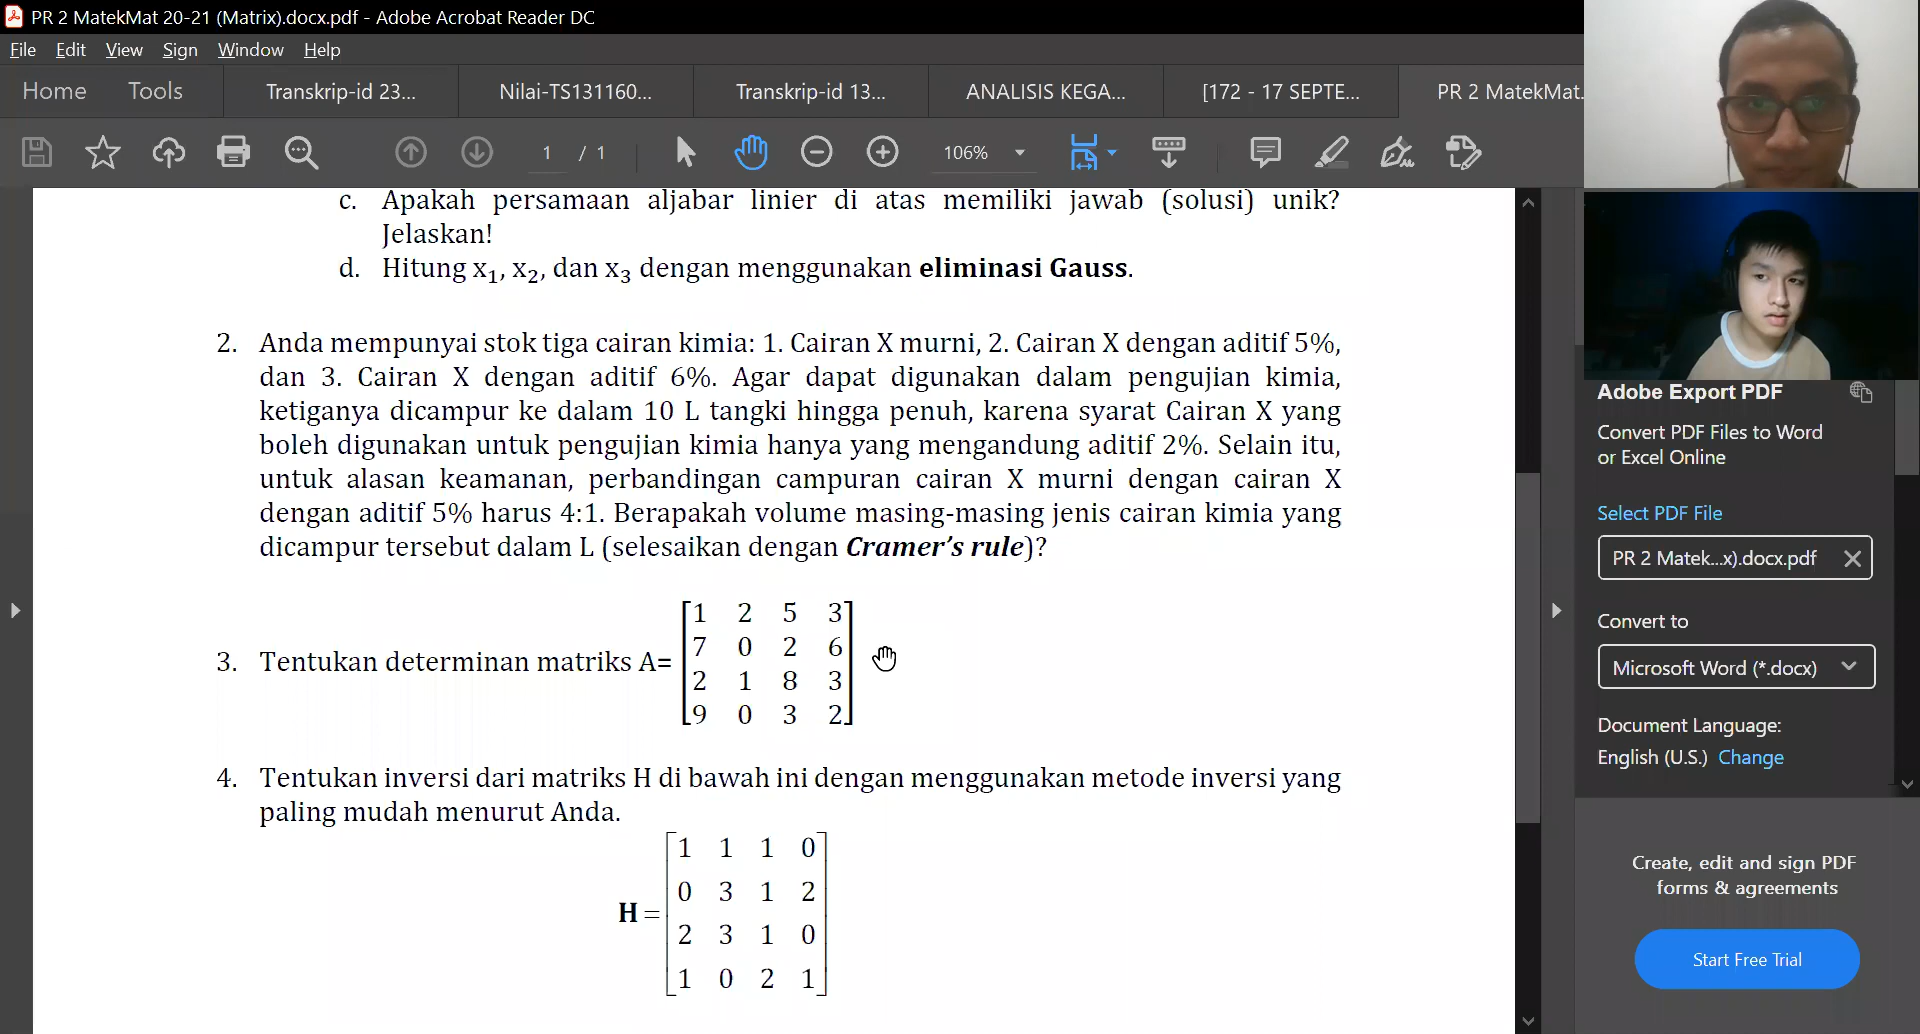 PR 2 MatekMat 20-21 (Matrix).docx.pdf - Adobe Acrobat Reader DC
File Edit View Sign Window Help
Home Tools Transkrip-id 23... Nilai-TS131160... Transkrip-id 13... ANALISIS KEGA... [172 - 17 SEPTE... PR 2 MatekMat.
1 / 1 106%
c. Apakah persamaan aljabar linier di atas memiliki jawab (solusi) unik?
Jelaskan!
d. Hitung x₁, x₂, dan x₃ dengan menggunakan eliminasi Gauss.
2. Anda mempunyai stok tiga cairan kimia: 1. Cairan X murni, 2. Cairan X dengan aditif 5%,
dan 3. Cairan X dengan aditif 6%. Agar dapat digunakan dalam pengujian kimia,
ketiganya dicampur ke dalam 10 L tangki hingga penuh, karena syarat Cairan X yang
boleh digunakan untuk pengujian kimia hanya yang mengandung aditif 2%. Selain itu,
untuk alasan keamanan, perbandingan campuran cairan X murni dengan cairan X
dengan aditif 5% harus 4:1. Berapakah volume masing-masing jenis cairan kimia yang
dicampur tersebut dalam L (selesaikan dengan Cramer's rule)?
3. Tentukan determinan matriks A=
1 2 5 3
7 0 2 6
2 1 8 3
9 0 3 2
4. Tentukan inversi dari matriks H di bawah ini dengan menggunakan metode inversi yang
paling mudah menurut Anda.
H =
1 1 1 0
0 3 1 2
2 3 1 0
1 0 2 1
Adobe Export PDF
Convert PDF Files to Word
or Excel Online
Select PDF File
PR 2 Matek...x).docx.pdf
Convert to
Microsoft Word (*.docx)
Document Language:
English (U.S.) Change
Create, edit and sign PDF
forms & agreements
Start Free Trial